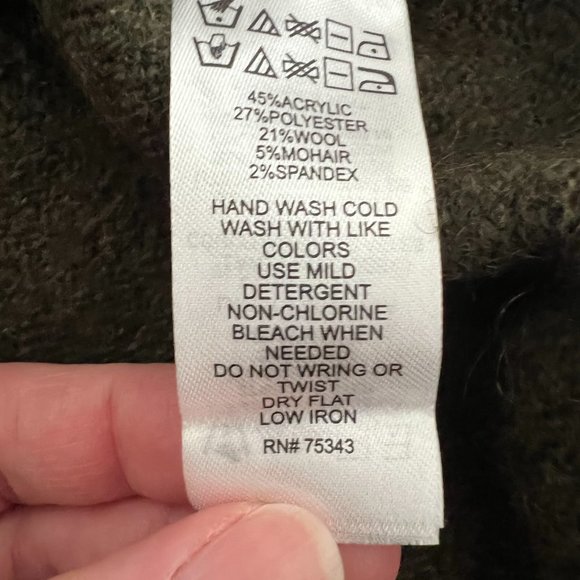 45%ACRYLIC
27%POLYESTER
21%WOOL
5%MOHAIR
2%SPANDEX
HAND WASH COLD
WASH WITH LIKE
COLORS
USE MILD
DETERGENT
NON-CHLORINE
BLEACH WHEN
NEEDED
DO NOT WRING OR
TWIST
DRY FLAT
LOW IRON
RN# 75343